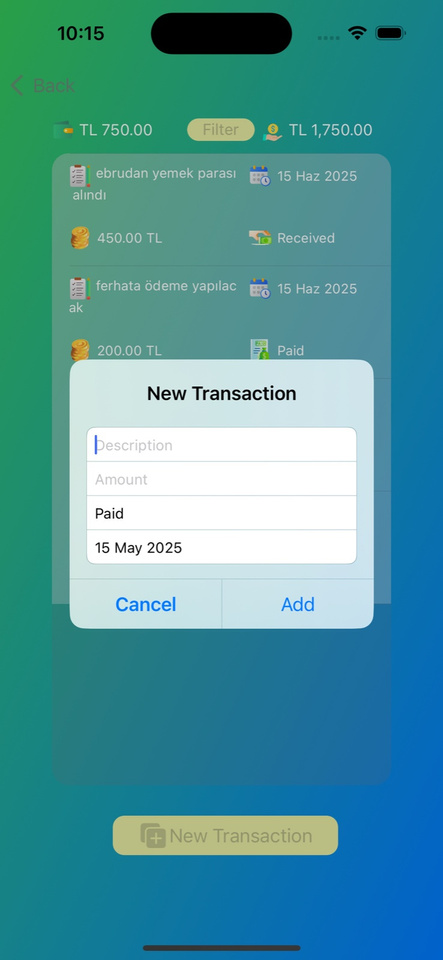 10:15
Back
TL 750.00
Filter
TL 1,750.00
ebrudan yemek parası
alındı
15 Haz 2025
450.00 TL
Received
ferhata ödeme yapılac
ak
15 Haz 2025
200.00 TL
Paid
New Transaction
Description
Amount
Paid
15 May 2025
Cancel
Add
New Transaction